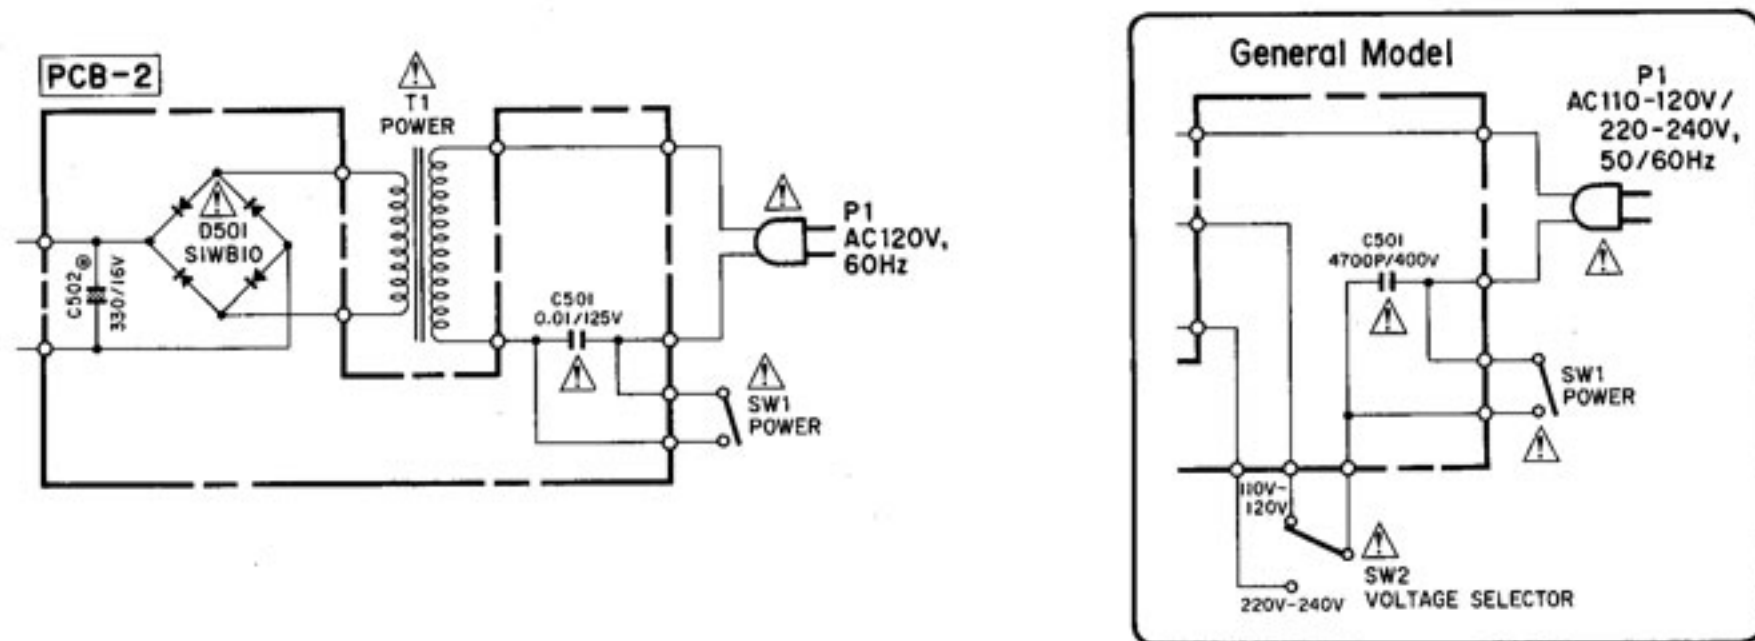 PCB-2
T1
POWER
D501
S1WB10
C502
330/16V
C501
0.01/125V
P1
AC120V,
60Hz
SW1
POWER
General Model
P1
AC110-120V/
220-240V,
50/60Hz
C501
4700P/400V
SW1
POWER
110V-
120V
SW2
220V-240V
VOLTAGE SELECTOR